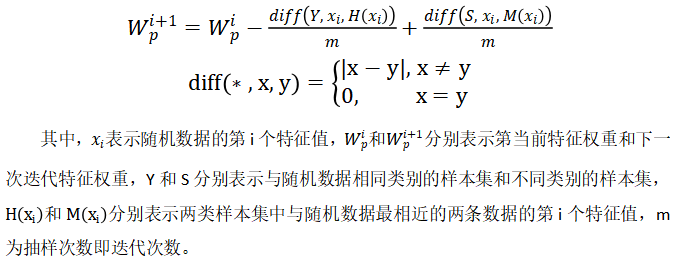 W_p^{i+1} = W_p^i − \frac{diff(Y, x_i, H(x_i))}{m} + \frac{diff(S, x_i, M(x_i))}{m}
diff(∗ , x, y) = \begin{cases} |x − y|, x ≠ y \\ 0, x = y \end{cases}
其中，x_i表示随机数据的第 i 个特征值，W_p^i和W_p^{i+1}分别表示第当前特征权重和下一
次迭代特征权重，Y 和 S 分别表示与随机数据相同类别的样本集和不同类别的样本集，
H(x_i)和 M(x_i)分别表示两类样本集中与随机数据最相近的两条数据的第 i 个特征值，m
为抽样次数即迭代次数。